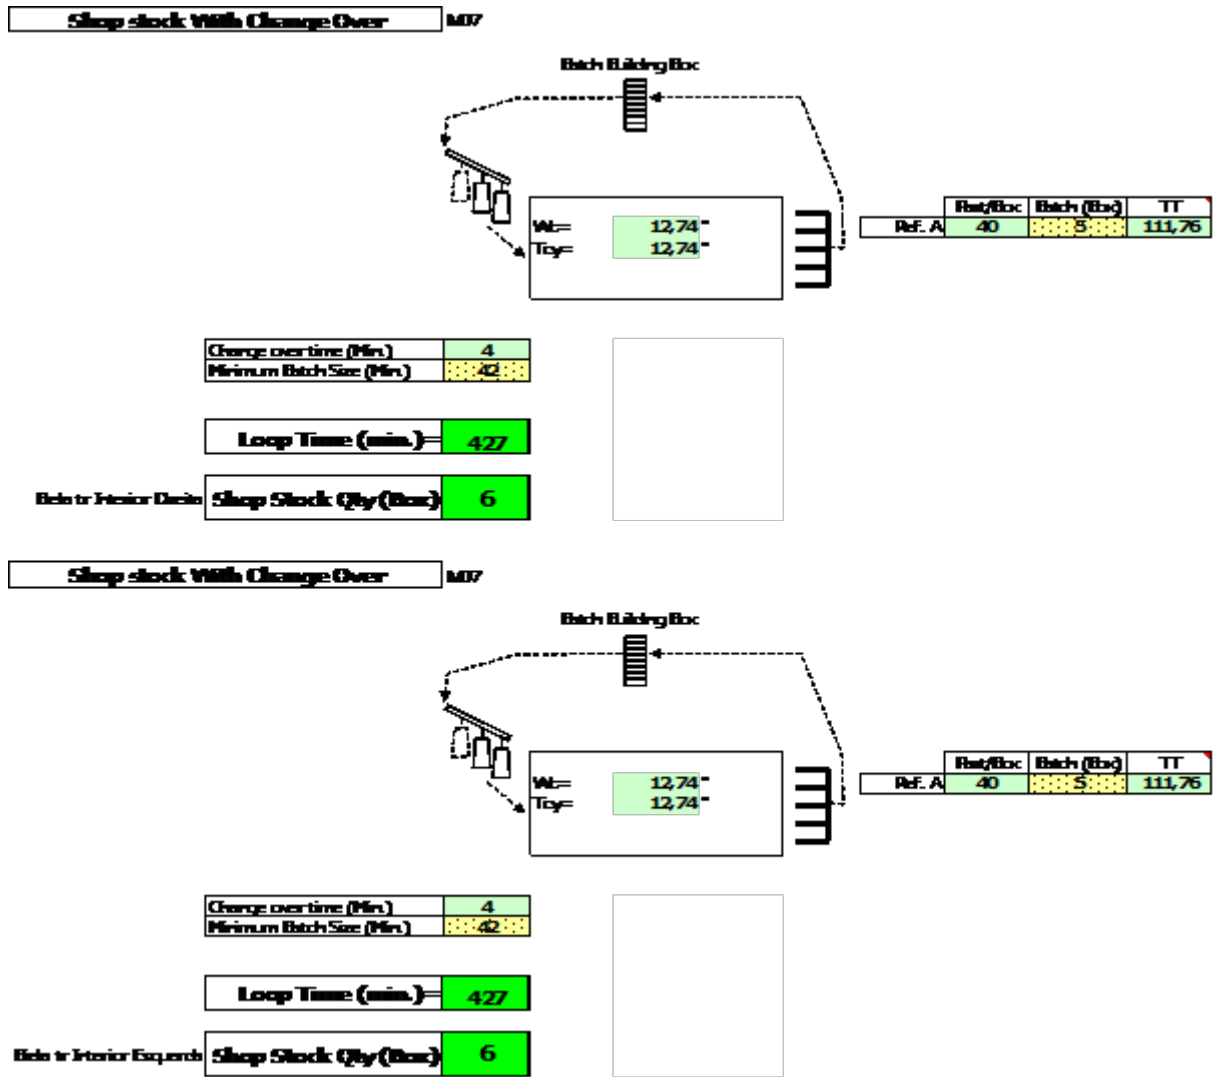 Shop stock With Change Over M07
Batch Building Box
Part/Box Batch (Box) TT
Ref. A 40 5 111,76
Wt= 12,74 "
Tcy= 12,74 "
Change over time (Min.) 4
Minimum Batch Size (Min.) 42
Loop Time (min.)= 427
Interior Shop Stock Qty (Box) 6
Shop stock With Change Over M07
Batch Building Box
Part/Box Batch (Box) TT
Ref. A 40 5 111,76
Wt= 12,74 "
Tcy= 12,74 "
Change over time (Min.) 4
Minimum Batch Size (Min.) 42
Loop Time (min.)= 427
Interior Shop Stock Qty (Box) 6